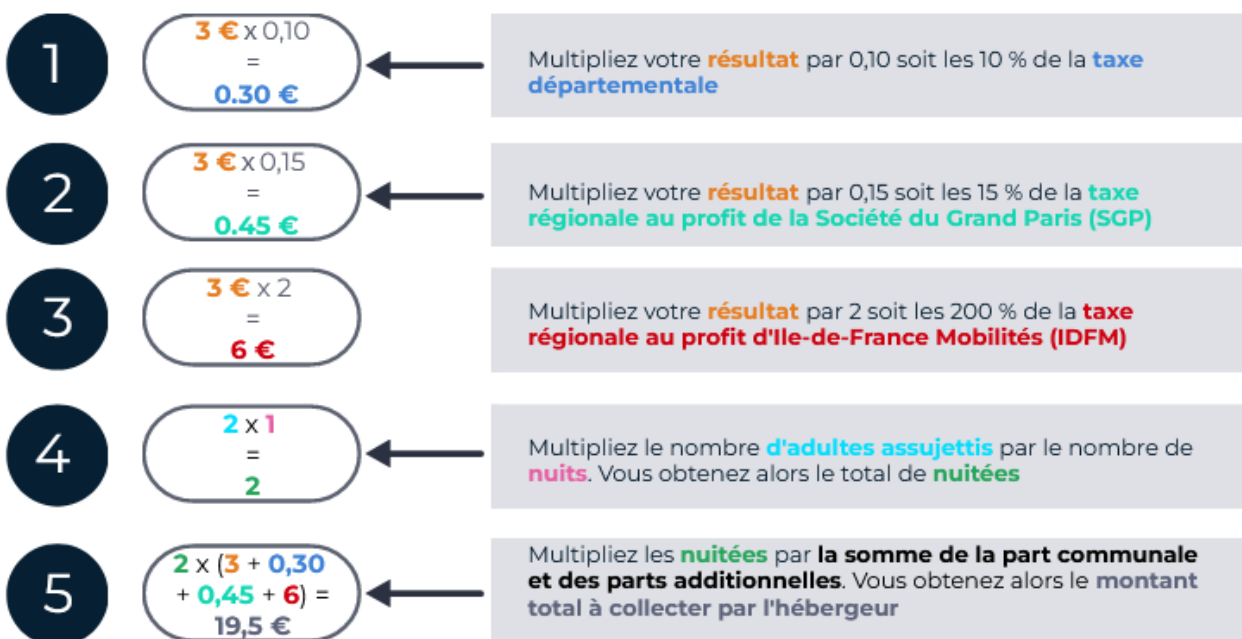 1
3 € x 0,10
=
0.30 €
Multipliez votre résultat par 0,10 soit les 10 % de la taxe
départementale
2
3 € x 0,15
=
0.45 €
Multipliez votre résultat par 0,15 soit les 15 % de la taxe
régionale au profit de la Société du Grand Paris (SGP)
3
3 € x 2
=
6 €
Multipliez votre résultat par 2 soit les 200 % de la taxe
régionale au profit d'Ile-de-France Mobilités (IDFM)
4
2 x 1
=
2
Multipliez le nombre d'adultes assujettis par le nombre de
nuits. Vous obtenez alors le total de nuitées
5
2 x (3 + 0,30
+ 0,45 + 6) =
19,5 €
Multipliez les nuitées par la somme de la part communale
et des parts additionnelles. Vous obtenez alors le montant
total à collecter par l'hébergeur